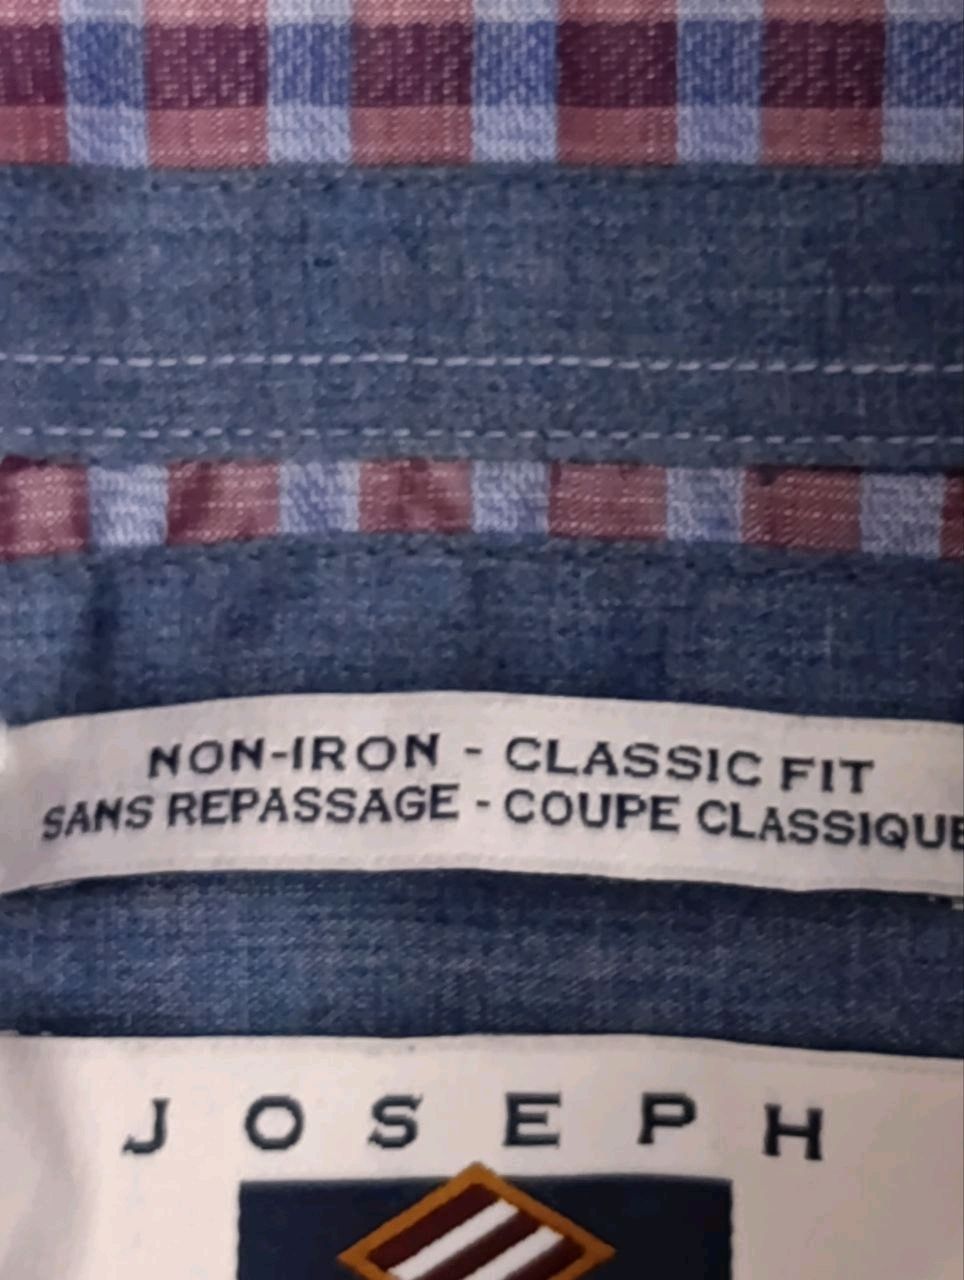 NON-IRON - CLASSIC FIT
SANS REPASSAGE - COUPE CLASSIQUE
JOSEPH